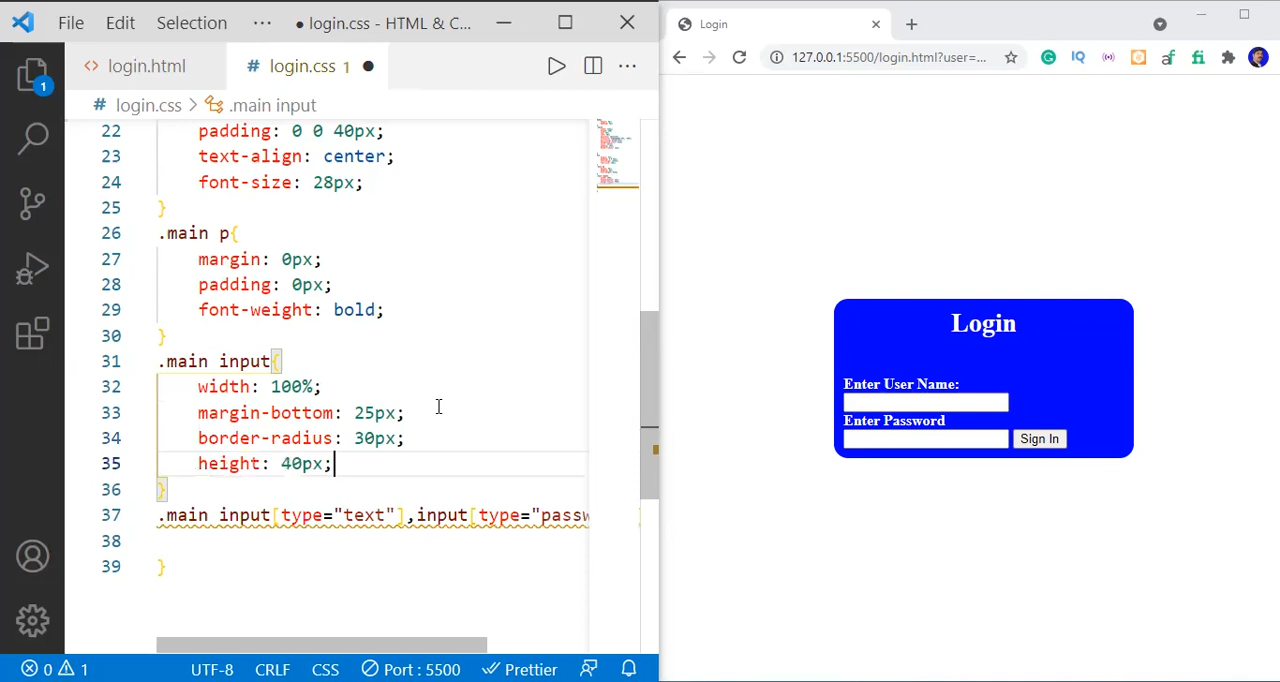 File Edit Selection ··· ● login.css - HTML & C...
login.html # login.css 1 ●
# login.css > .main input
22 padding: 0 0 40px;
23 text-align: center;
24 font-size: 28px;
25 }
26 .main p{
27 margin: 0px;
28 padding: 0px;
29 font-weight: bold;
30 }
31 .main input{
32 width: 100%;
33 margin-bottom: 25px;
34 border-radius: 30px;
35 height: 40px;
36 }
37 .main input[type="text"],input[type="passw
38
39 }
1
0 1 UTF-8 CRLF CSS Port : 5500 Prettier
Login
127.0.0.1:5500/login.html?user=...
IQ
af
fi
Login
Enter User Name:
Enter Password
Sign In